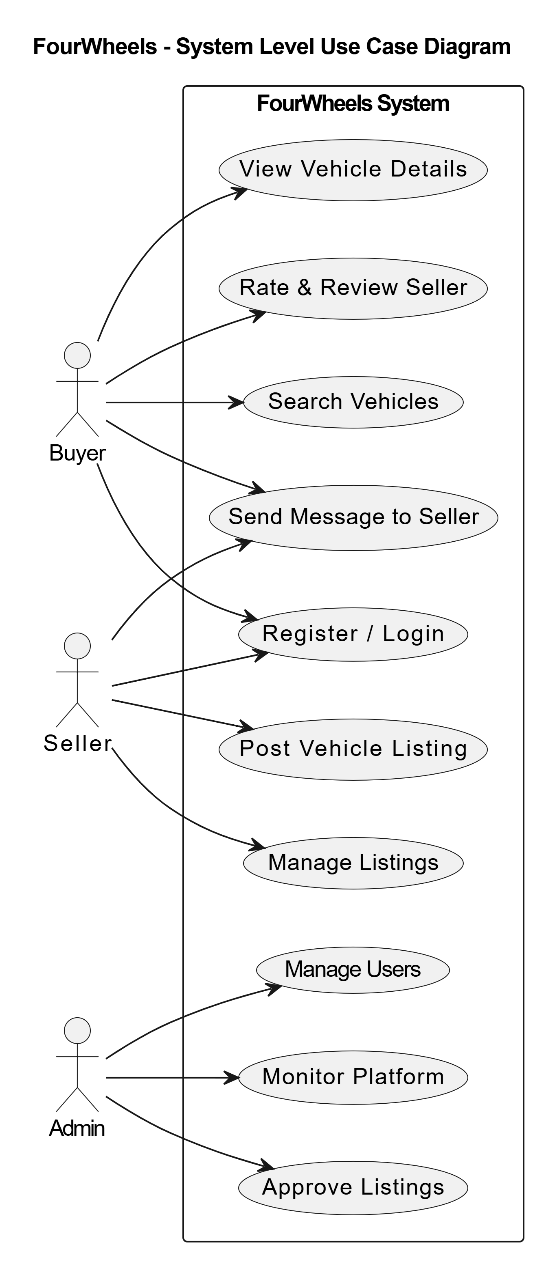 FourWheels - System Level Use Case Diagram
FourWheels System
View Vehicle Details
Rate & Review Seller
Search Vehicles
Buyer
Send Message to Seller
Register / Login
Seller
Post Vehicle Listing
Manage Listings
Manage Users
Monitor Platform
Admin
Approve Listings